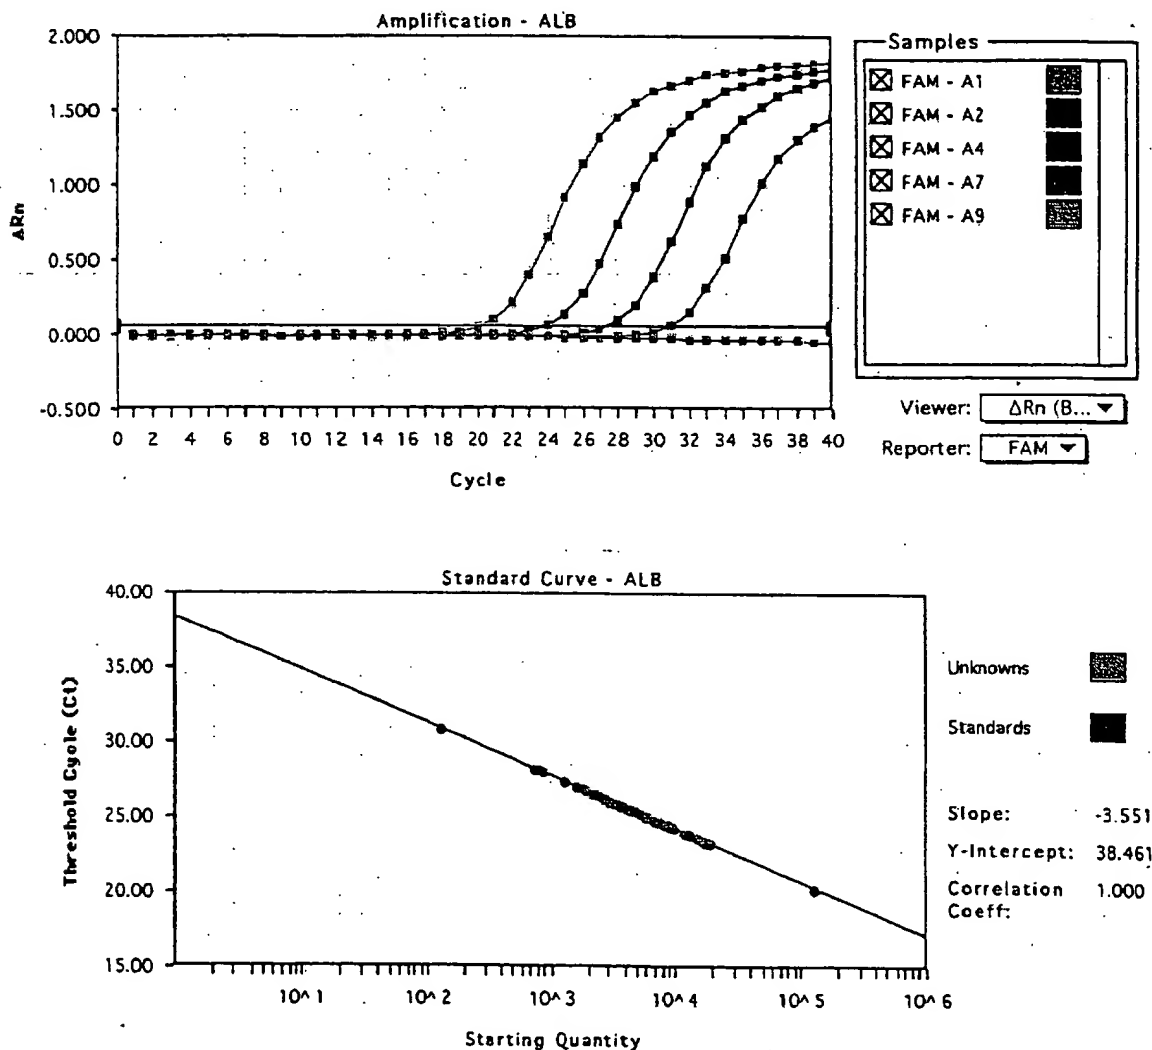 Amplification - ALB
2.000
1.500
1.000
0.500
0.000
-0.500
ΔRn
0 2 4 6 8 10 12 14 16 18 20 22 24 26 28 30 32 34 36 38 40
Cycle
Samples
FAM - A1
FAM - A2
FAM - A4
FAM - A7
FAM - A9
Viewer: ΔRn (B...
Reporter: FAM
Standard Curve - ALB
40.00
35.00
30.00
25.00
20.00
15.00
Threshold Cycle (Ct)
10^1 10^2 10^3 10^4 10^5 10^6
Starting Quantity
Unknowns
Standards
Slope: -3.551
Y-Intercept: 38.461
Correlation 1.000
Coeff: